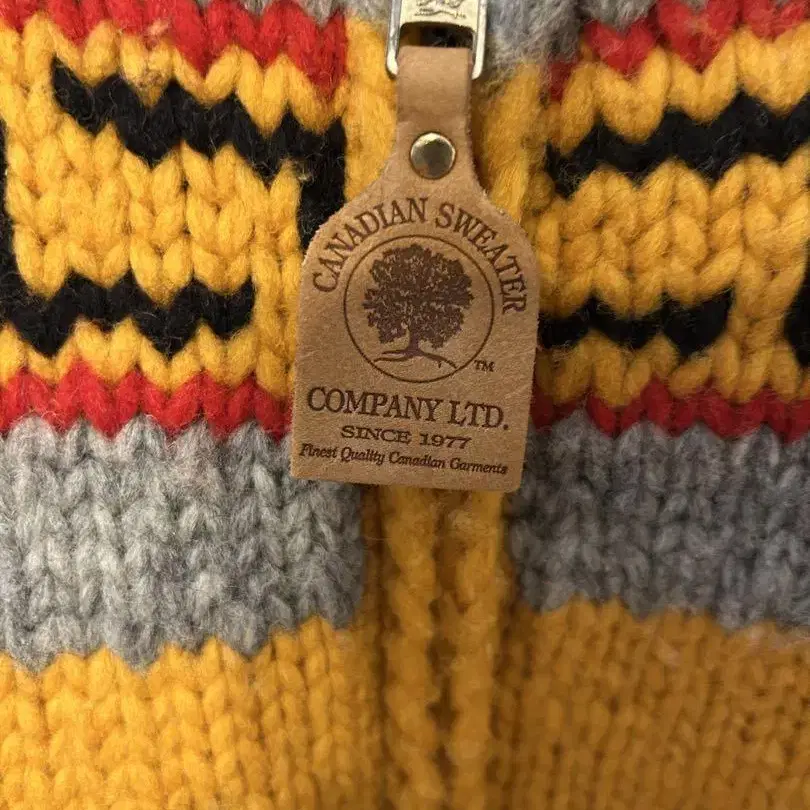 CANADIAN SWEATER
TM
COMPANY LTD.
SINCE 1977
Finest Quality Canadian Garments